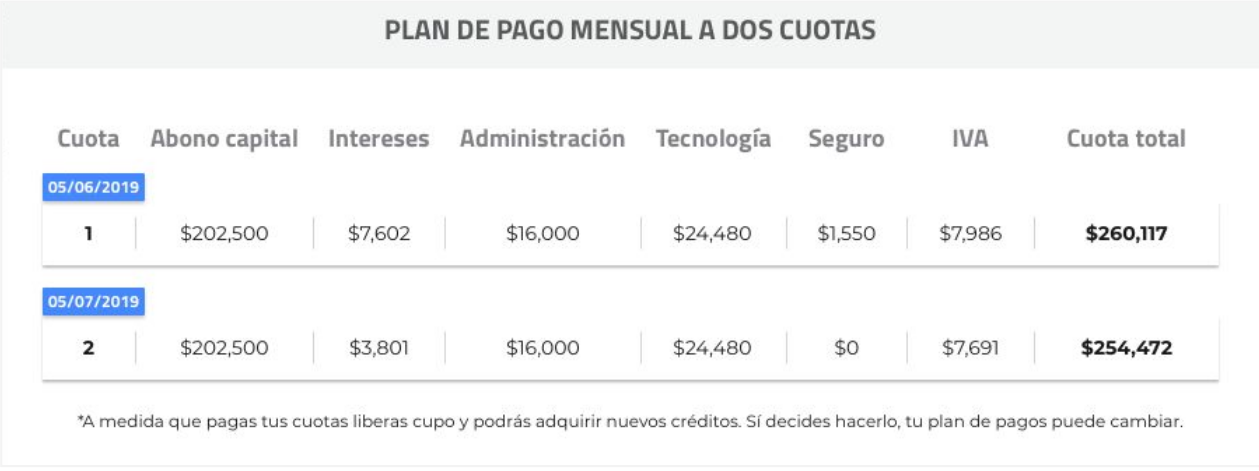 PLAN DE PAGO MENSUAL A DOS CUOTAS
Cuota Abono capital Intereses Administración Tecnología Seguro IVA Cuota total
05/06/2019
1 $202,500 $7,602 $16,000 $24,480 $1,550 $7,986 $260,117
05/07/2019
2 $202,500 $3,801 $16,000 $24,480 $0 $7,691 $254,472
*A medida que pagas tus cuotas liberas cupo y podrás adquirir nuevos créditos. Sí decides hacerlo, tu plan de pagos puede cambiar.